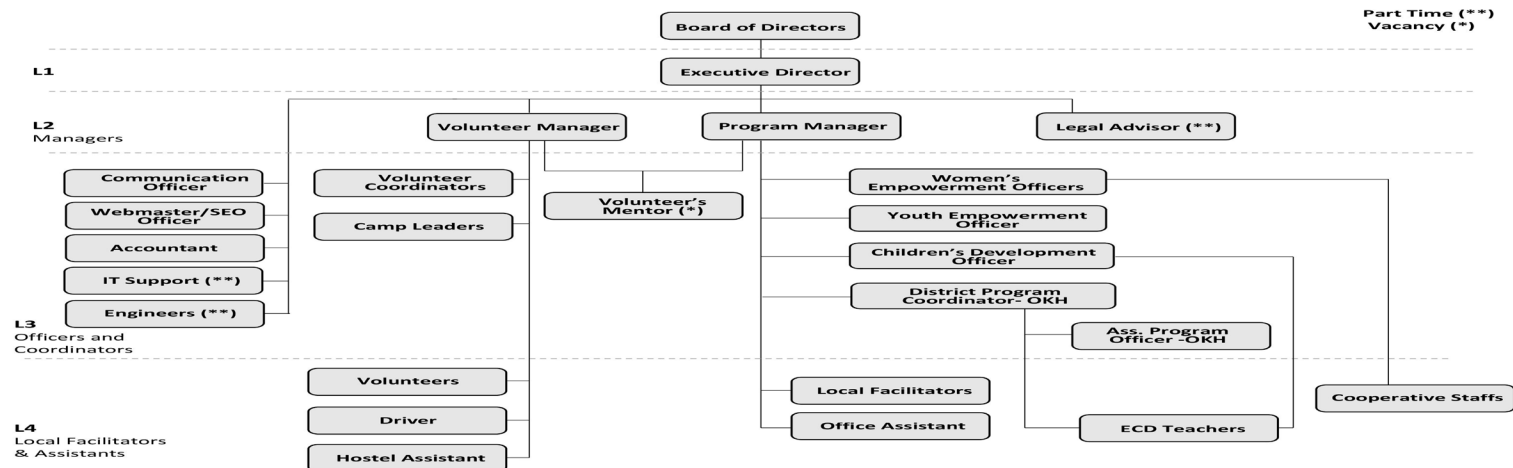 Part Time (**)
Vacancy (*)
Board of Directors
L1
Executive Director
L2
Managers
Volunteer Manager
Program Manager
Legal Advisor (**)
Communication
Officer
Webmaster/SEO
Officer
Accountant
IT Support (**)
Engineers (**)
Volunteer
Coordinators
Camp Leaders
Volunteer’s
Mentor (*)
Women’s
Empowerment Officers
Youth Empowerment
Officer
Children’s Development
Officer
District Program
Coordinator- OKH
Ass. Program
Officer -OKH
L3
Officers and
Coordinators
Volunteers
Driver
Hostel Assistant
Local Facilitators
Office Assistant
ECD Teachers
Cooperative Staffs
L4
Local Facilitators
& Assistants